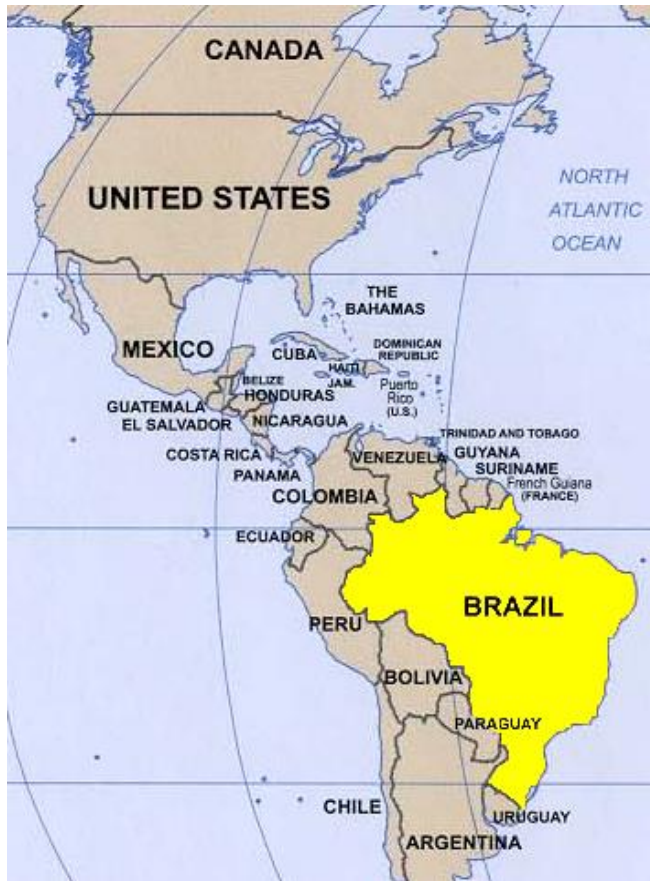 CANADA
UNITED STATES
NORTH
ATLANTIC
OCEAN
THE
BAHAMAS
MEXICO
CUBA
DOMINICAN
REPUBLIC
HAITI
JAM.
Puerto
Rico
(U.S.)
BELIZE
HONDURAS
GUATEMALA
EL SALVADOR
NICARAGUA
COSTA RICA
PANAMA
TRINIDAD AND TOBAGO
VENEZUELA
GUYANA
SURINAME
French Guiana
(FRANCE)
COLOMBIA
ECUADOR
BRAZIL
PERU
BOLIVIA
PARAGUAY
CHILE
URUGUAY
ARGENTINA